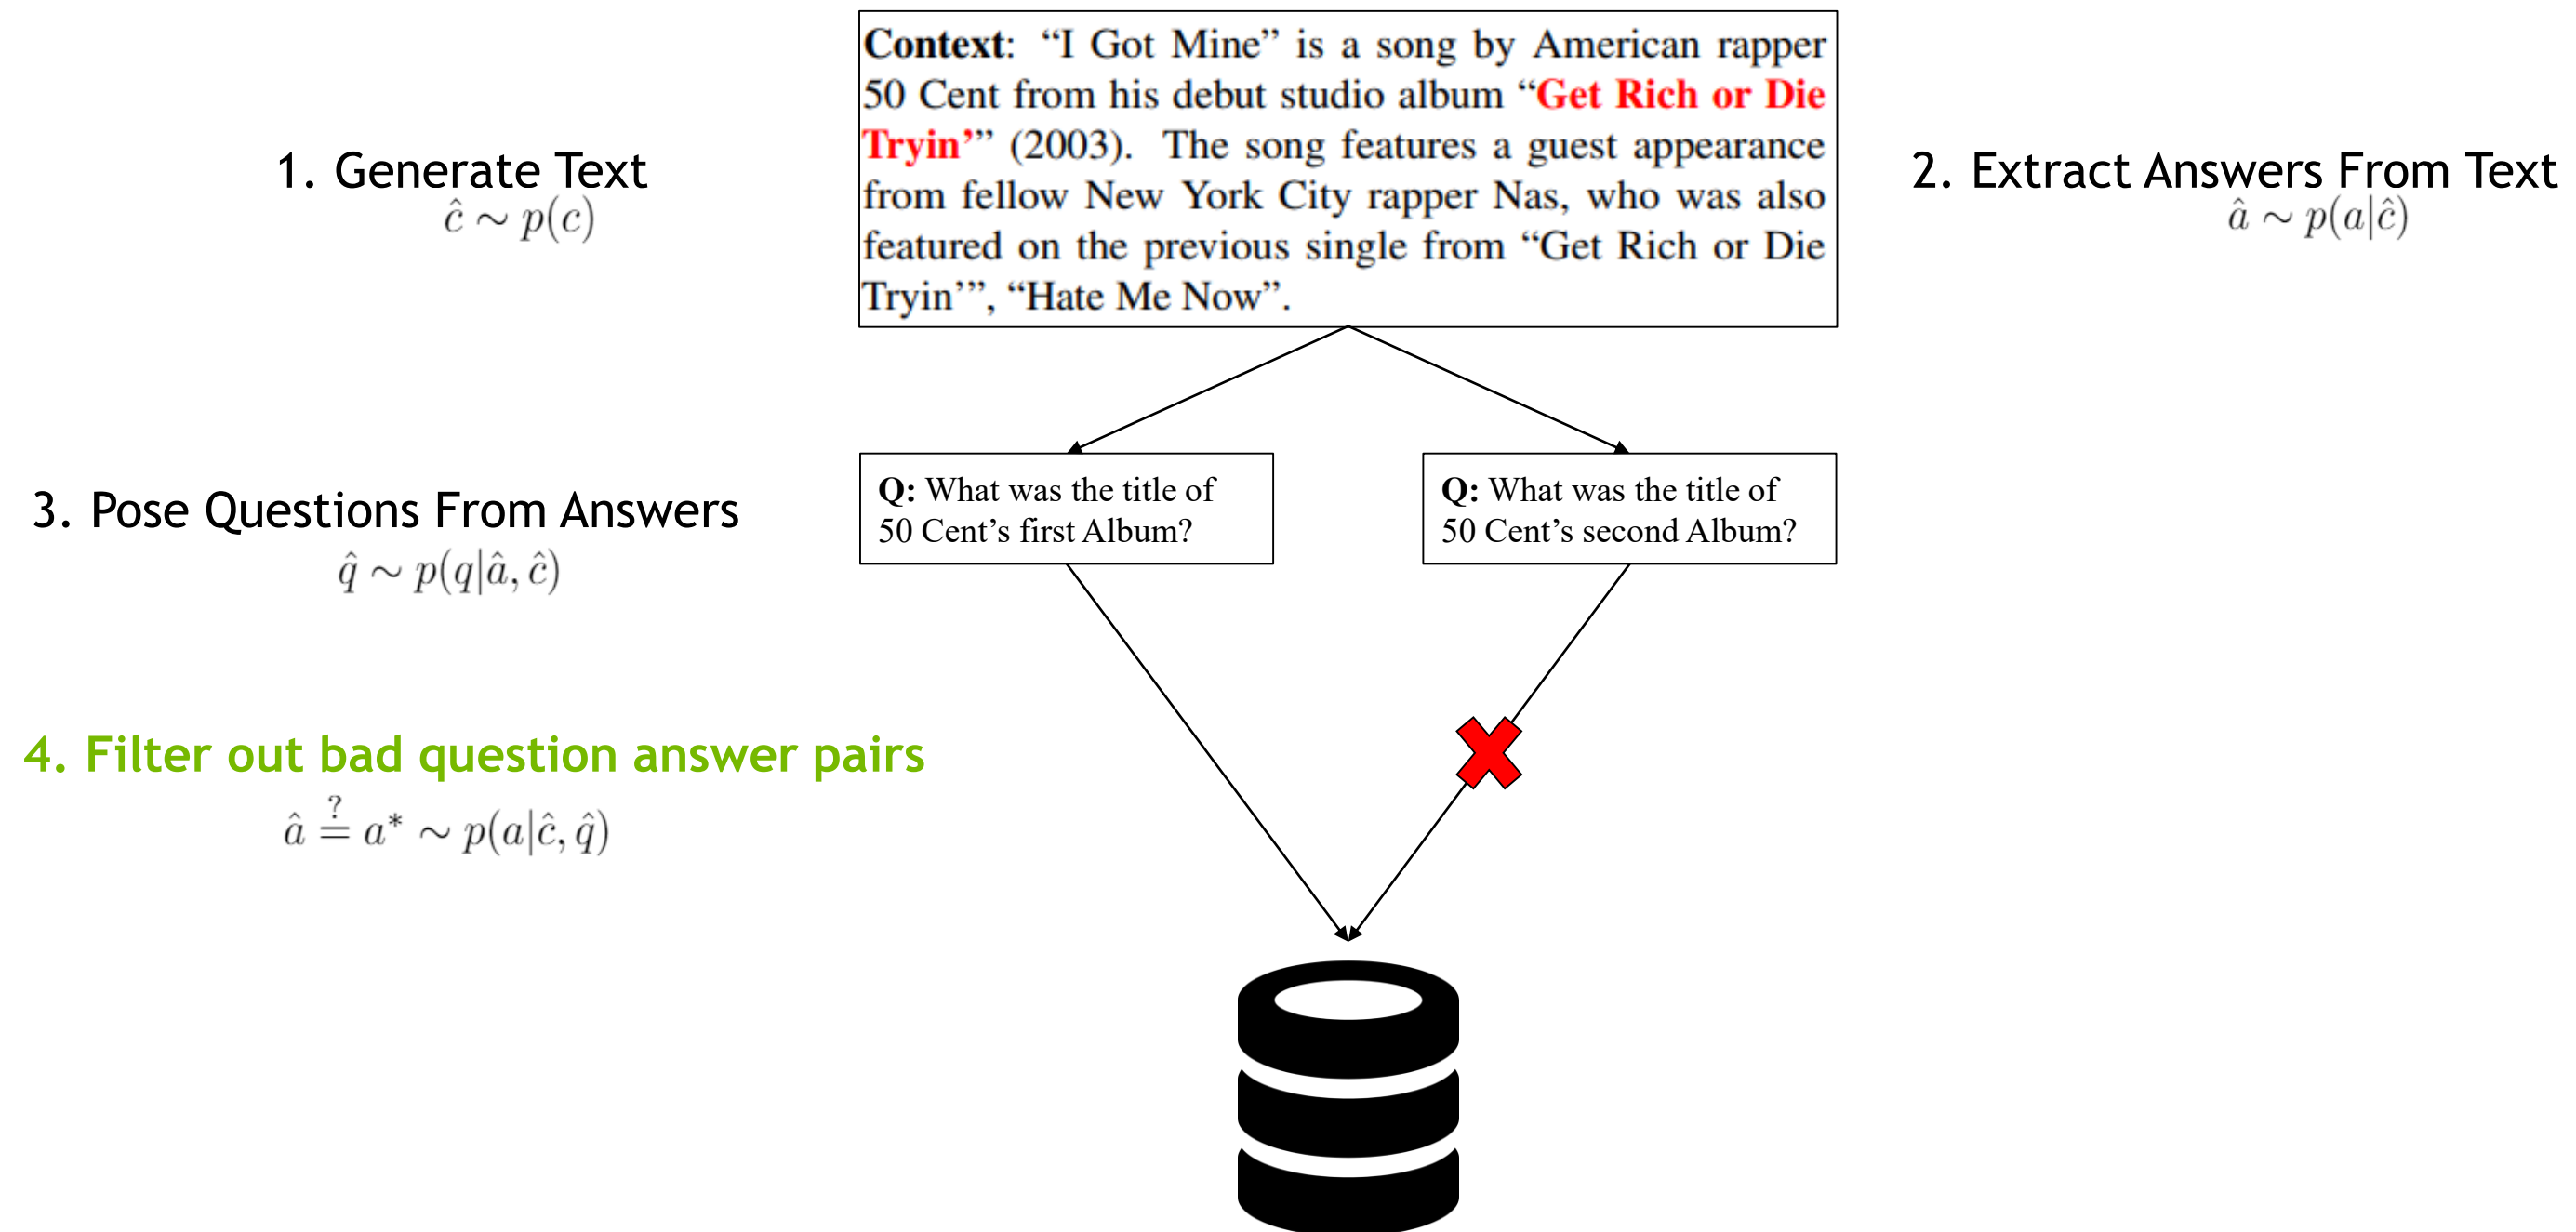 1. Generate Text
ĉ ∼ p(c)
Context: “I Got Mine” is a song by American rapper
50 Cent from his debut studio album “Get Rich or Die
Tryin’” (2003). The song features a guest appearance
from fellow New York City rapper Nas, who was also
featured on the previous single from “Get Rich or Die
Tryin’”, “Hate Me Now”.
2. Extract Answers From Text
â ∼ p(a|ĉ)
3. Pose Questions From Answers
q̂ ∼ p(q|â, ĉ)
Q: What was the title of
50 Cent’s first Album?
Q: What was the title of
50 Cent’s second Album?
4. Filter out bad question answer pairs
â ≟ a* ∼ p(a|ĉ, q̂)